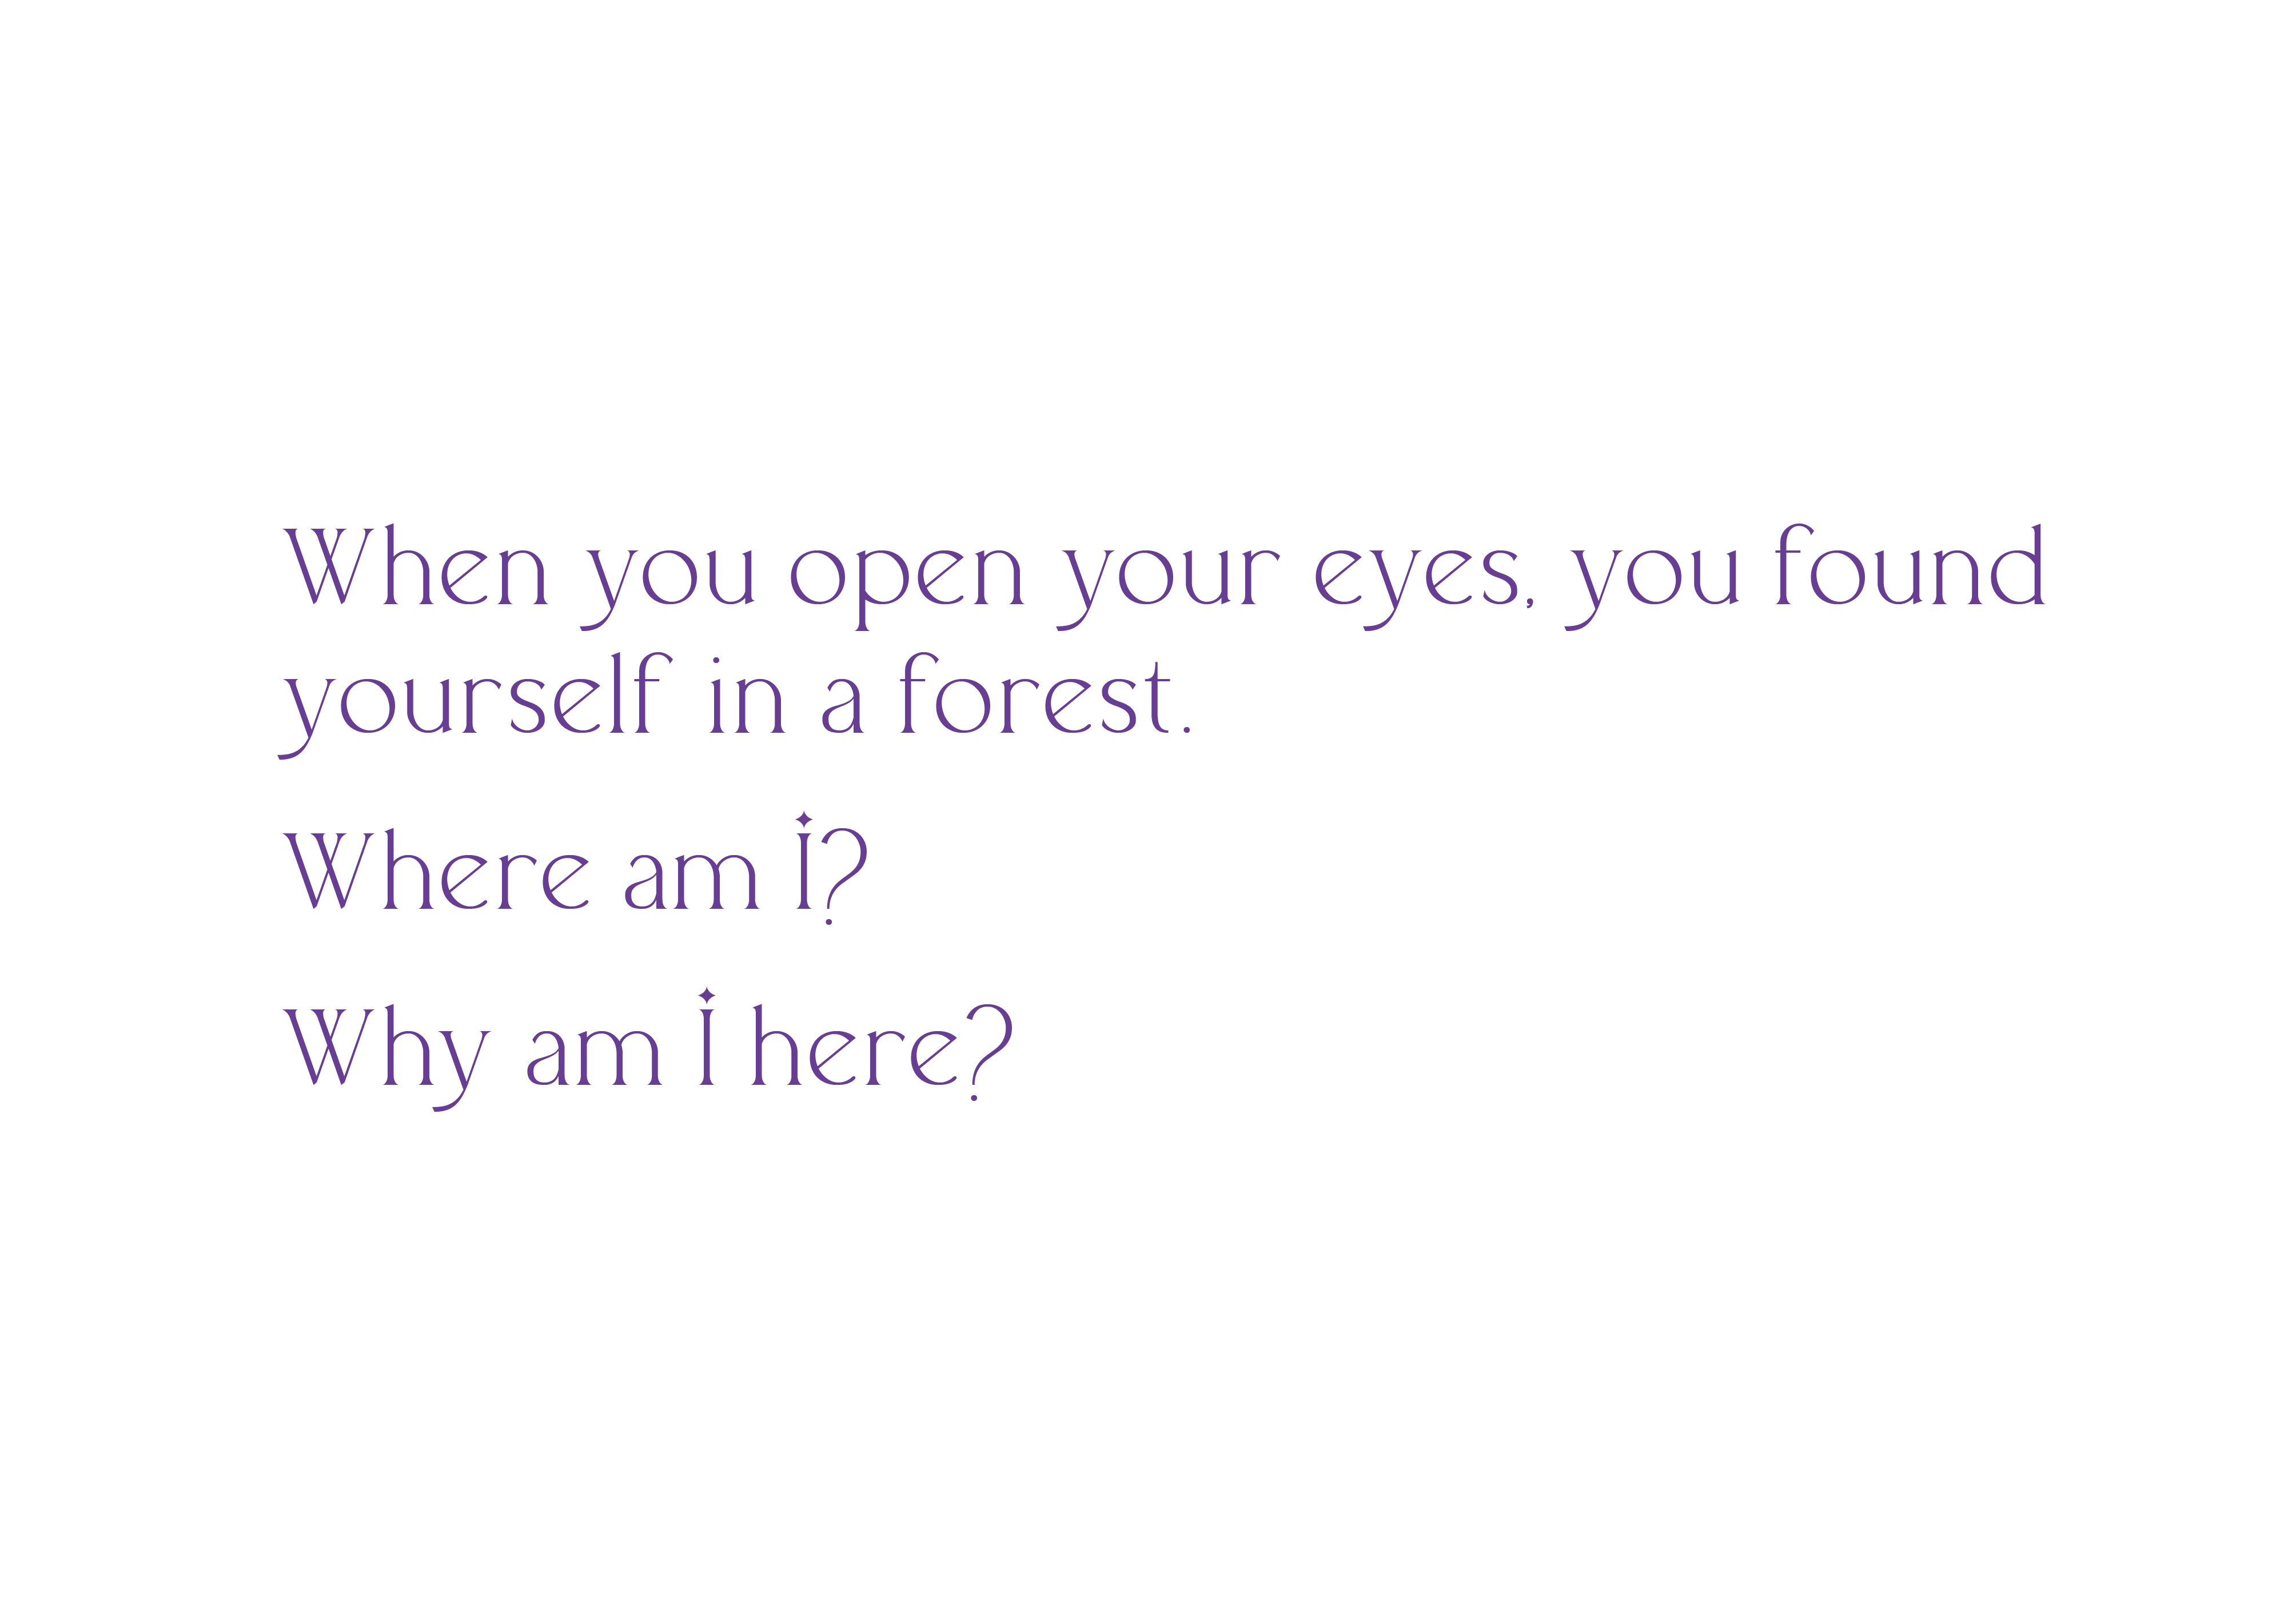 When you open your eyes, you found
yourself in a forest.
Where am I?
Why am I here?